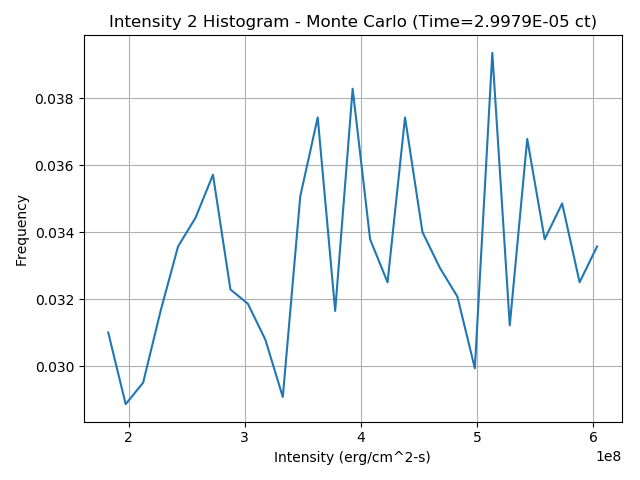 Intensity 2 Histogram - Monte Carlo (Time=2.9979E-05 ct)
Frequency
0.038
0.036
0.034
0.032
0.030
2 3 4 5 6
1e8
Intensity (erg/cm^2-s)